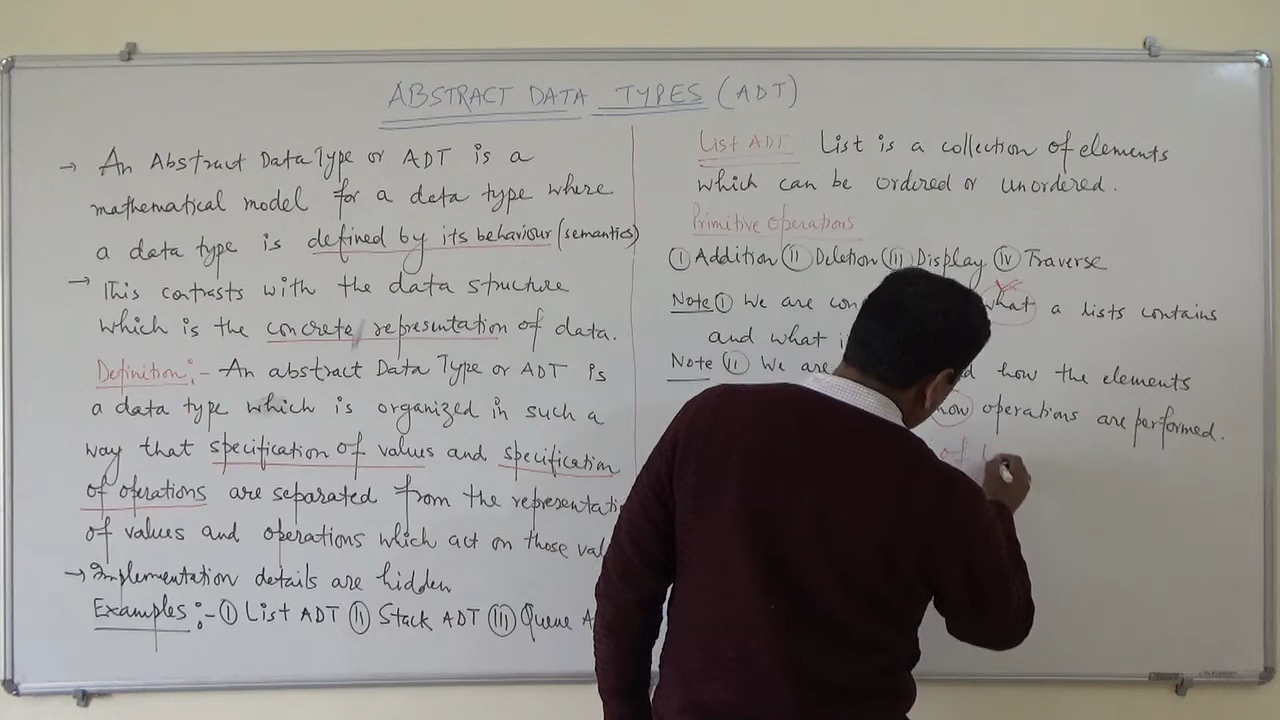 ABSTRACT DATA TYPES (ADT)
→ An Abstract Data Type or ADT is a
mathematical model for a data type where
a data type is defined by its behaviour (semantics)
→ This contrasts with the data structure
which is the concrete representation of data.
Definition:- An abstract Data Type or ADT is
a data type which is organized in such a
way that specification of values and specification
of operations are separated from the
of values and operations which act on those
→ Implementation details are hidden
Examples:- (i) List ADT (ii) Stack ADT (iii) Queue
List ADT List is a collection of elements
which can be ordered or unordered.
Primitive operations
(i) Addition (ii) Deletion (iii) Display (iv) Traverse
Note (i) We are what a lists contains
and what
Note (ii) We are how the elements
how operations are performed.
of